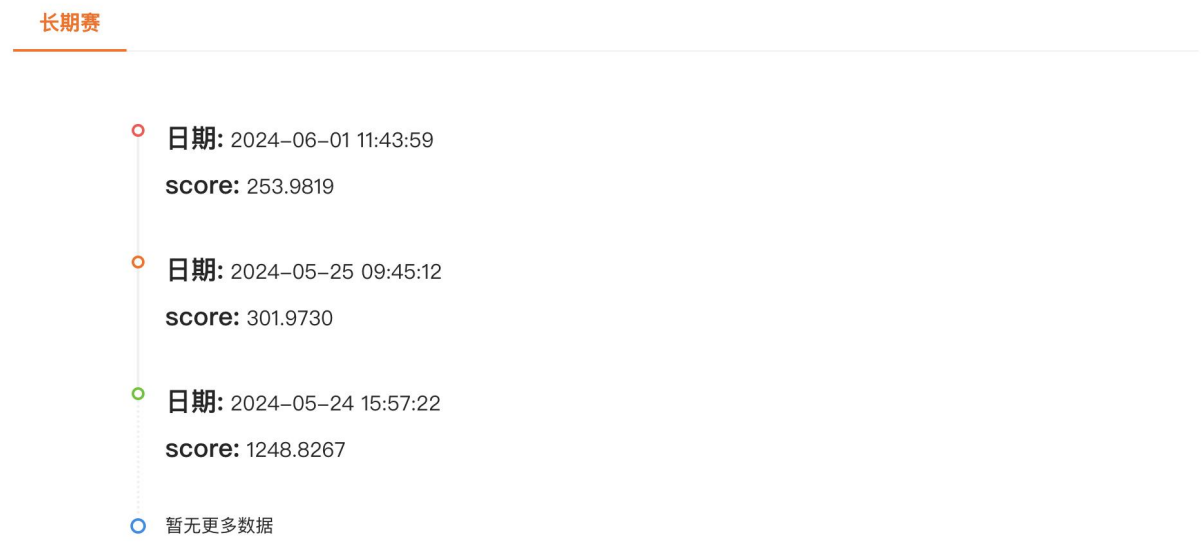 长期赛
日期: 2024-06-01 11:43:59
score: 253.9819
日期: 2024-05-25 09:45:12
score: 301.9730
日期: 2024-05-24 15:57:22
score: 1248.8267
暂无更多数据